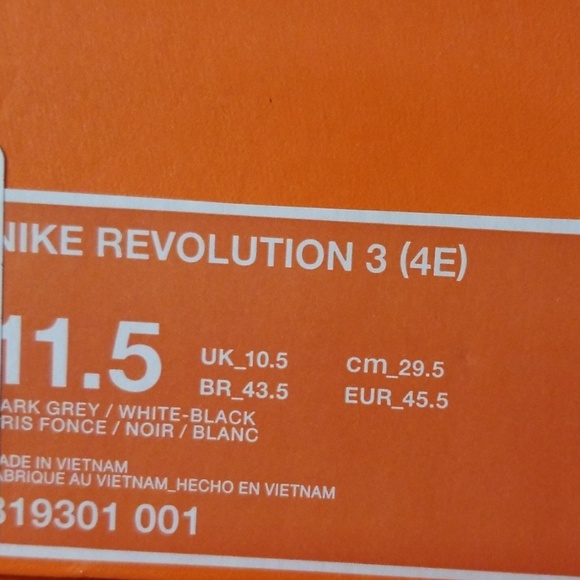 NIKE REVOLUTION 3 (4E)
11.5
UK_10.5 cm_29.5
BR_43.5 EUR_45.5
ARK GREY / WHITE-BLACK
RIS FONCE / NOIR / BLANC
ADE IN VIETNAM
ABRIQUE AU VIETNAM_HECHO EN VIETNAM
819301 001